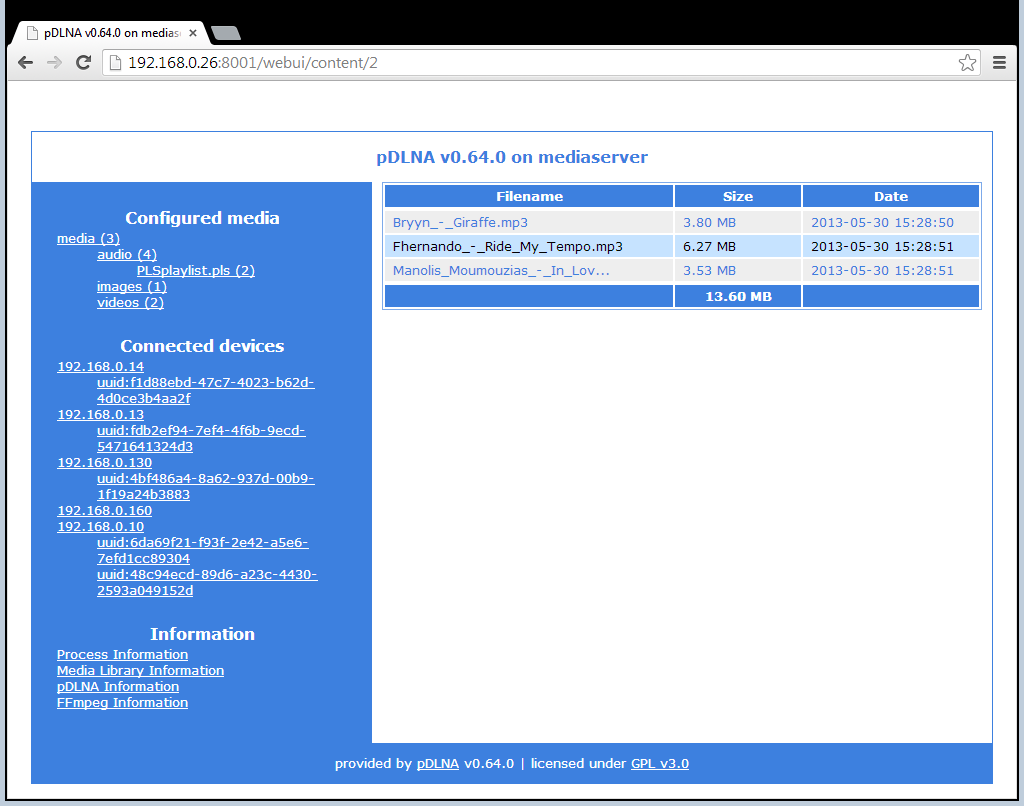 pDLNA v0.64.0 on medias
192.168.0.26:8001/webui/content/2
pDLNA v0.64.0 on mediaserver
Configured media
media (3)
audio (4)
PLSplaylist.pls (2)
images (1)
videos (2)
Connected devices
192.168.0.14
uuid:f1d88ebd-47c7-4023-b62d-
4d0ce3b4aa2f
192.168.0.13
uuid:fdb2ef94-7ef4-4f6b-9ecd-
5471641324d3
192.168.0.130
uuid:4bf486a4-8a62-937d-00b9-
1f19a24b3883
192.168.0.160
192.168.0.10
uuid:6da69f21-f93f-2e42-a5e6-
7efd1cc89304
uuid:48c94ecd-89d6-a23c-4430-
2593a049152d
Information
Process Information
Media Library Information
pDLNA Information
FFmpeg Information
Filename Size Date
Bryyn_-_Giraffe.mp3 3.80 MB 2013-05-30 15:28:50
Fhernando_-_Ride_My_Tempo.mp3 6.27 MB 2013-05-30 15:28:51
Manolis_Moumouzias_-_In_Lov... 3.53 MB 2013-05-30 15:28:51
13.60 MB
provided by pDLNA v0.64.0 | licensed under GPL v3.0